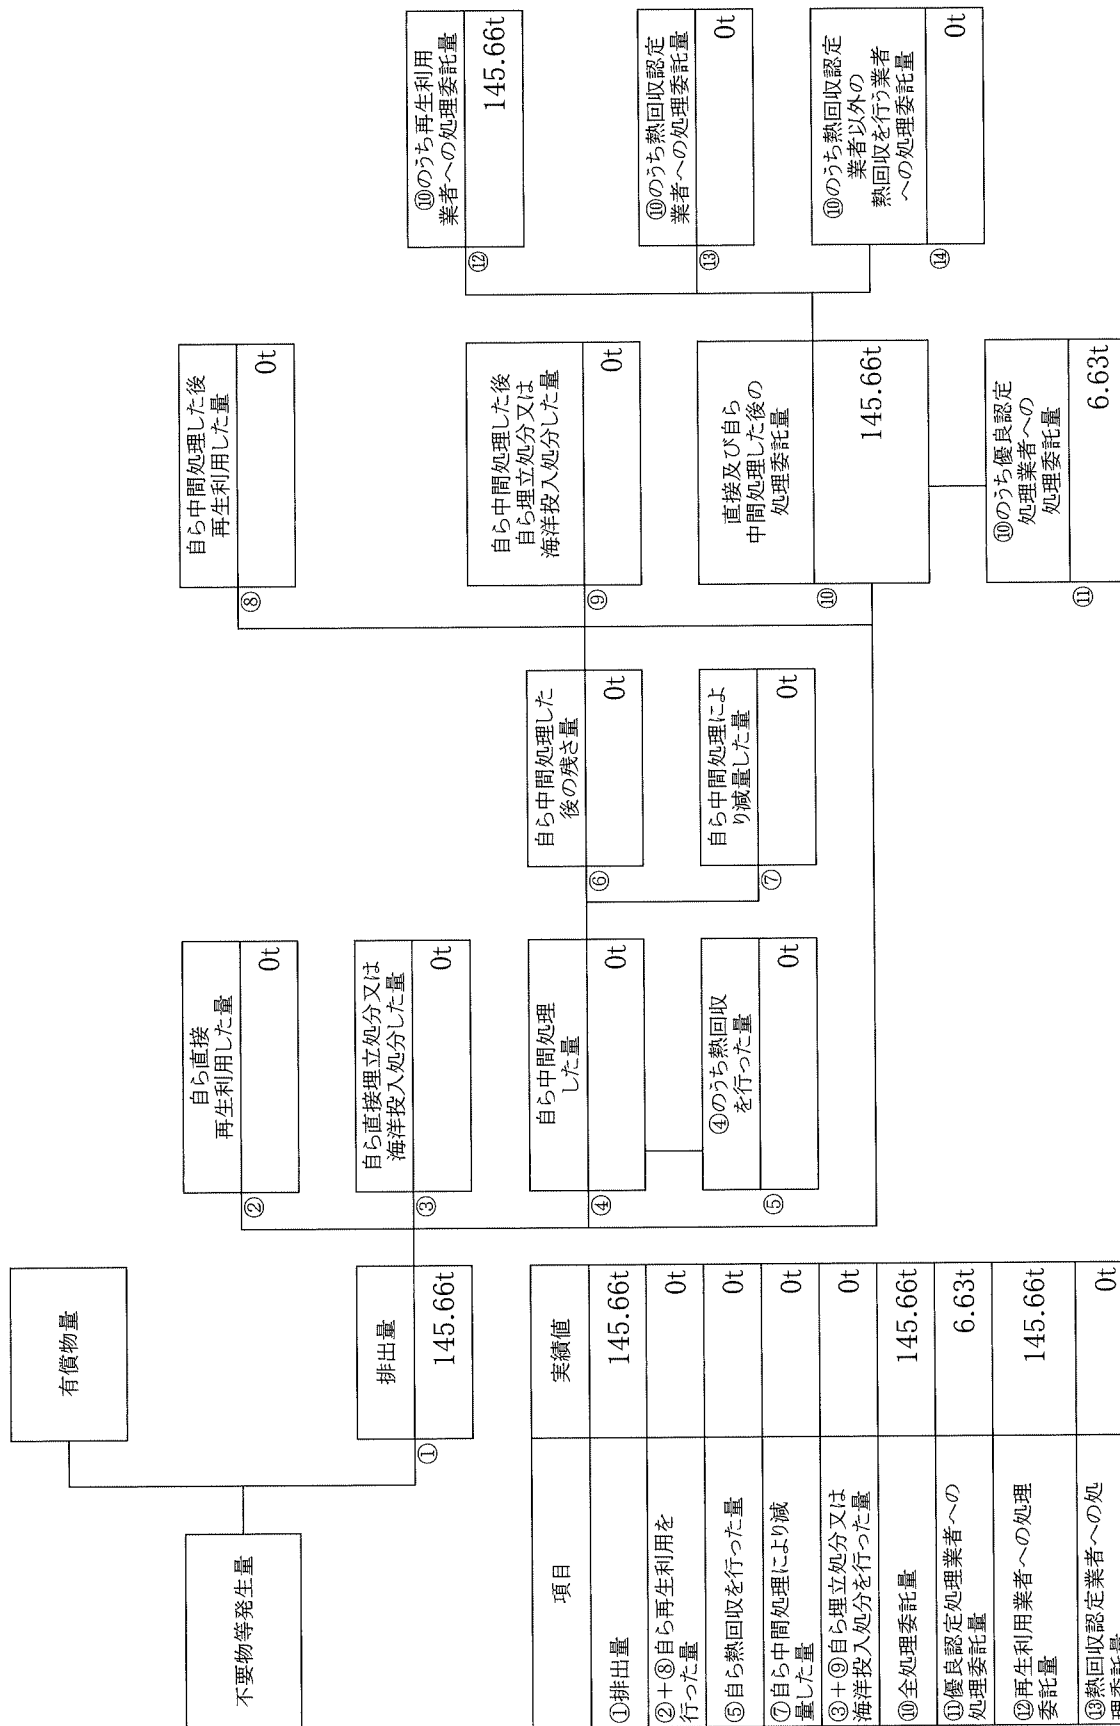 不要物等発生量
有償物量
①
排出量
145.66t
②
自ら直接
再生利用した量
0t
③
自ら直接埋立処分又は
海洋投入処分した量
0t
④
自ら中間処理
した量
0t
⑤
④のうち熱回収
を行った量
0t
⑥
自ら中間処理した
後の残さ量
0t
⑦
自ら中間処理によ
り減量した量
0t
⑧
自ら中間処理した後
再生利用した量
0t
⑨
自ら中間処理した後
自ら埋立処分又は
海洋投入処分した量
0t
⑩
直接及び自ら
中間処理した後の
処理委託量
145.66t
⑪
⑩のうち優良認定
処理業者への
処理委託量
6.63t
⑫
⑩のうち再生利用
業者への処理委託量
145.66t
⑬
⑩のうち熱回収認定
業者への処理委託量
0t
⑭
⑩のうち熱回収認定
業者以外の
熱回収を行う業者
への処理委託量
0t
項目 実績値
①排出量 145.66t
②+⑧自ら再生利用を
行った量 0t
⑤自ら熱回収を行った量 0t
⑦自ら中間処理により減
量した量 0t
③+⑨自ら埋立処分又は
海洋投入処分を行った量 0t
⑩全処理委託量 145.66t
⑪優良認定処理業者への
処理委託量 6.63t
⑫再生利用業者への処理
委託量 145.66t
⑬熱回収認定業者への処
理委託量 0t